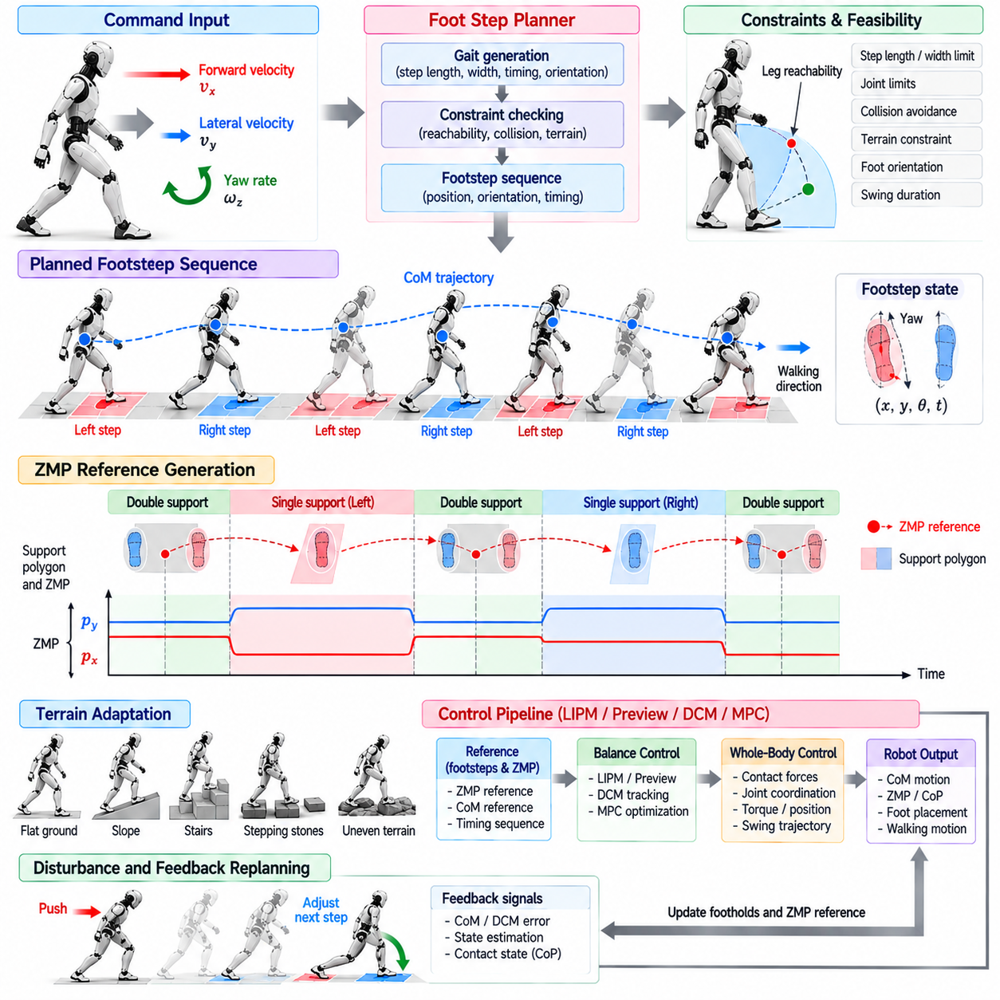 Command Input
Forward velocity
vx
Lateral velocity
vy
Yaw rate
ωz
Foot Step Planner
Gait generation
(step length, width, timing, orientation)
Constraint checking
(reachability, collision, terrain)
Footstep sequence
(position, orientation, timing)
Constraints & Feasibility
Leg reachability
Step length / width limit
Joint limits
Collision avoidance
Terrain constraint
Foot orientation
Swing duration
Planned Footstep Sequence
CoM trajectory
Walking
direction
Left step
Right step
Left step
Right step
Left step
Right step
Footstep state
Yaw
(x, y, θ, t)
ZMP Reference Generation
Double support
Single support (Left)
Double support
Single support (Right)
Double support
Support
polygon
and ZMP
ZMP reference
Support polygon
ZMP
py
px
Time
Terrain Adaptation
Flat ground
Slope
Stairs
Stepping stones
Uneven terrain
Control Pipeline (LIPM / Preview / DCM / MPC)
Reference
(footsteps & ZMP)
- ZMP reference
- CoM reference
- Timing sequence
Balance Control
- LIPM / Preview
- DCM tracking
- MPC optimization
Whole-Body Control
- Contact forces
- Joint coordination
- Torque / position
- Swing trajectory
Robot Output
- CoM motion
- ZMP / CoP
- Foot placement
- Walking motion
Disturbance and Feedback Replanning
Push
Adjust
next step
Feedback signals
- CoM / DCM error
- State estimation
- Contact state (CoP)
Update footholds and ZMP reference